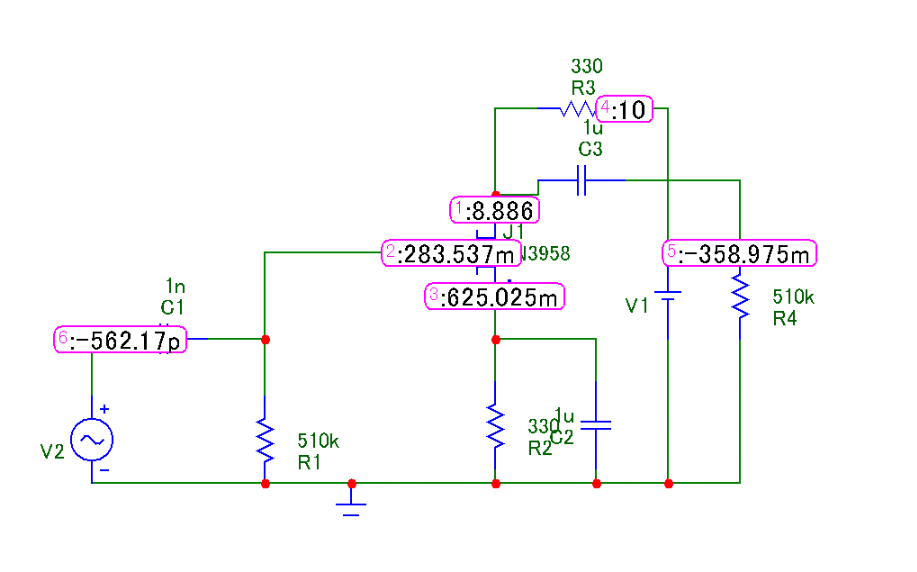 330
R3
4:10
1u
C3
1:8.886
J1
2:283.537m
N3958
5:-358.975m
3:625.025m
1n
C1
V1
510k
R4
6:-562.17p
+
1u
330
C2
R2
V2
510k
R1
-